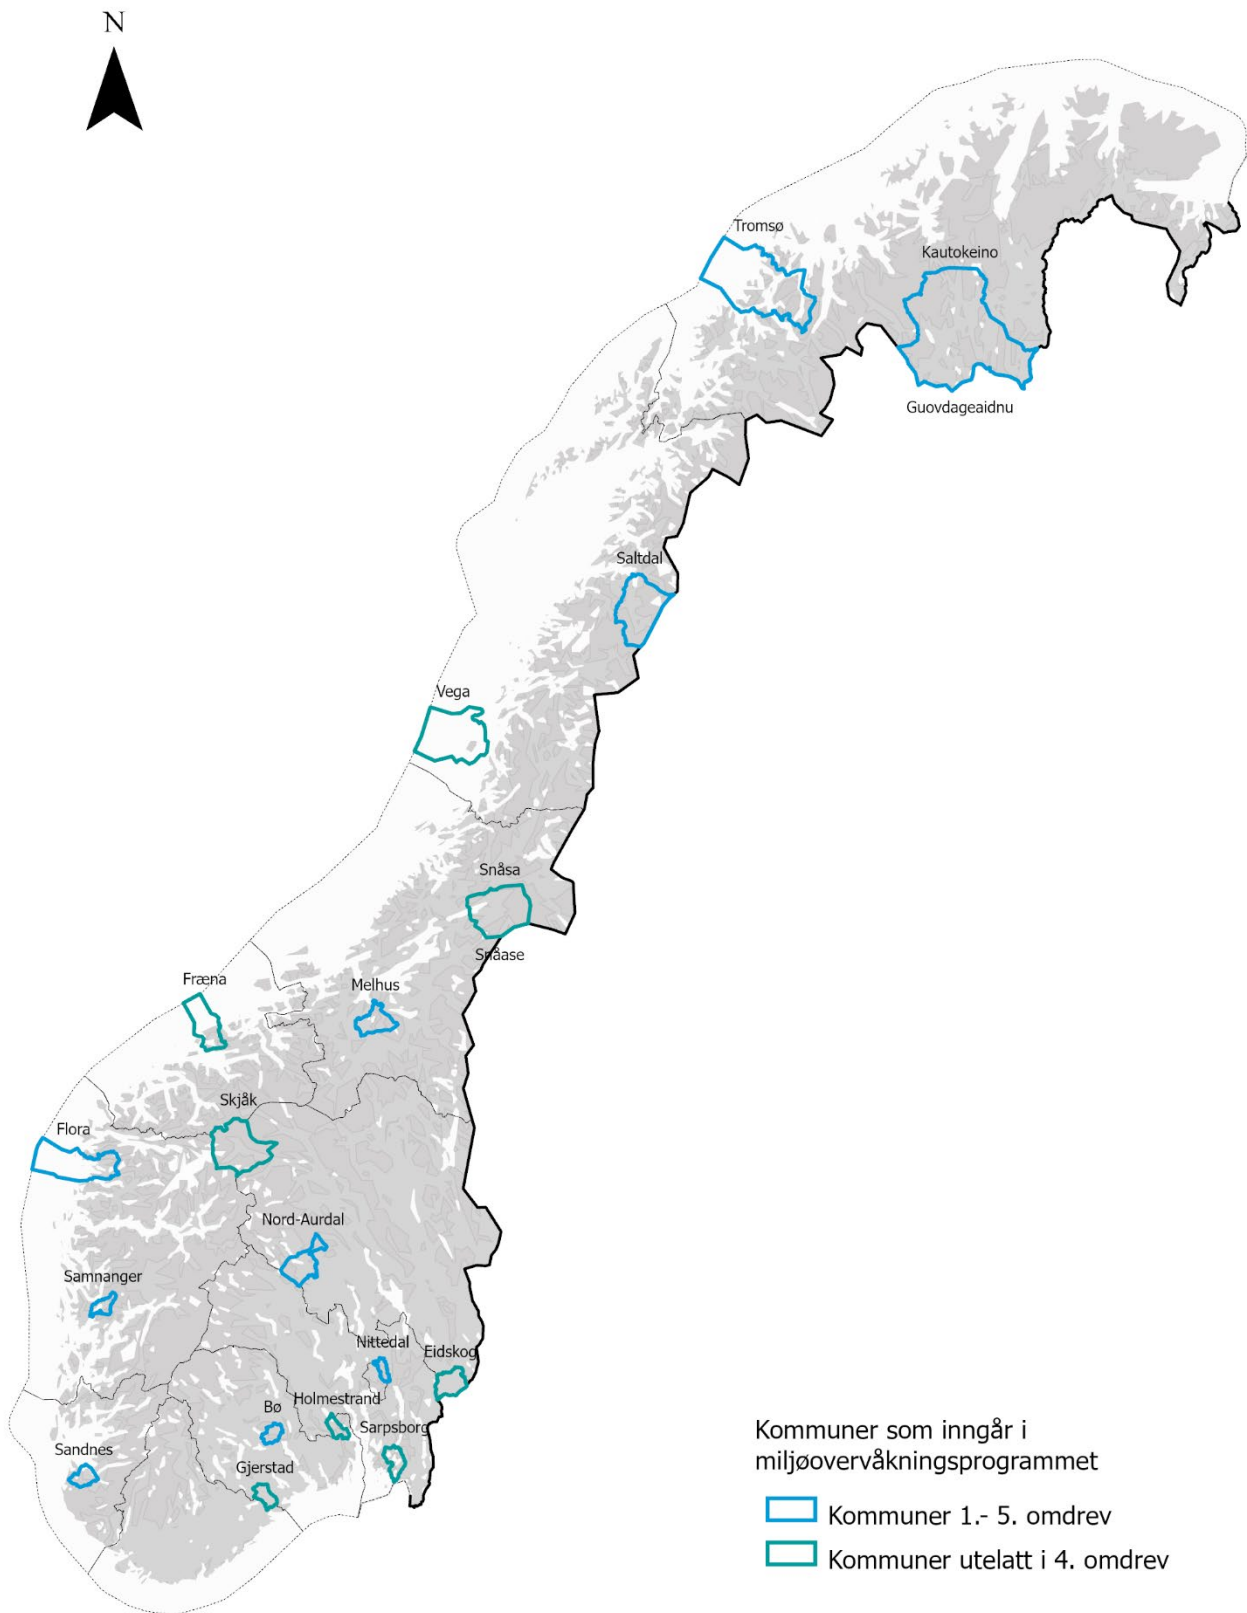 N
Tromsø
Kautokeino
Guovdageaidnu
Saltdal
Vega
Snåsa
Snåase
Fræna
Melhus
Skjåk
Flora
Nord-Aurdal
Samnanger
Nittedal
Eidskog
Holmestrand
Bø
Sarpsborg
Sandnes
Gjerstad
Kommuner som inngår i
miljøovervåkningsprogrammet
Kommuner 1.- 5. omdrev
Kommuner utelatt i 4. omdrev